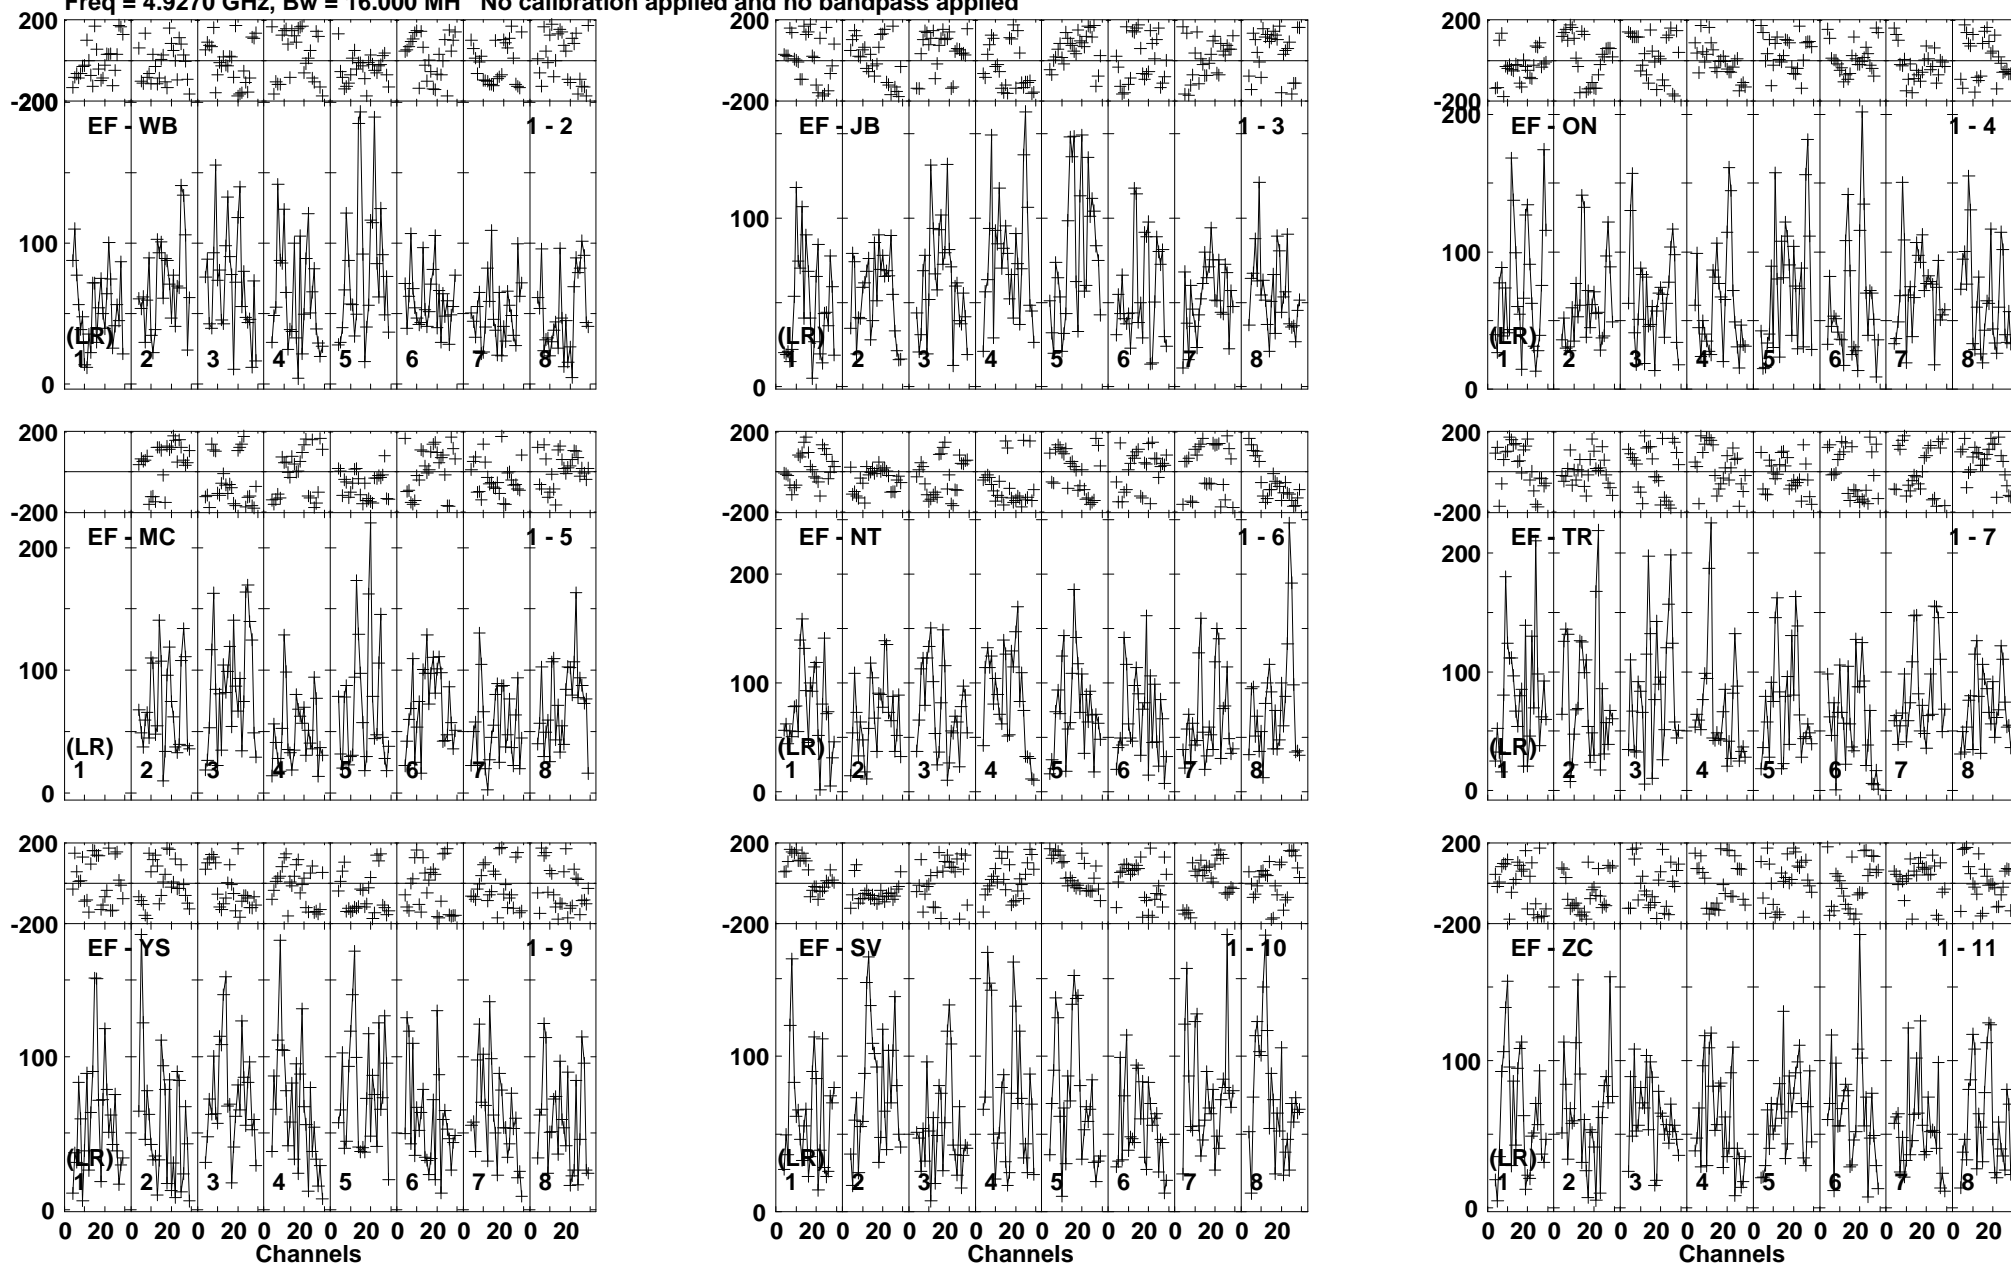 Freq = 4.9270 GHz, Bw = 16.000 MH No calibration applied and no bandpass applied
200 200 200
-200 -200 -200
EF - WB 1 - 2 EF - JB 1 - 3 200 EF - ON 1 - 4
100 100 100
(LR) (LR) (LR)
1 2 3 4 5 6 7 8 1 2 3 4 5 6 7 8 1 2 3 4 5 6 7 8
0 0 0
200 200 200
-200 -200 -200
EF - MC 1 - 5 EF - NT 1 - 6 EF - TR 1 - 7
200 200 200
100 100 100
(LR) (LR) (LR)
1 2 3 4 5 6 7 8 1 2 3 4 5 6 7 8 1 2 3 4 5 6 7 8
0 0 0
200 200 200
-200 -200 -200
EF - YS 1 - 9 EF - SV 1 - 10 EF - ZC 1 - 11
100 100 100
(LR) (LR) (LR)
1 2 3 4 5 6 7 8 1 2 3 4 5 6 7 8 1 2 3 4 5 6 7 8
0 0 0
0 20 0 20 0 20 0 20 0 20 0 20 0 20 0 20 0 20 0 20 0 20 0 20 0 20 0 20 0 20 0 20 0 20 0 20 0 20 0 20 0 20 0 20 0 20 0 20
Channels Channels Channels